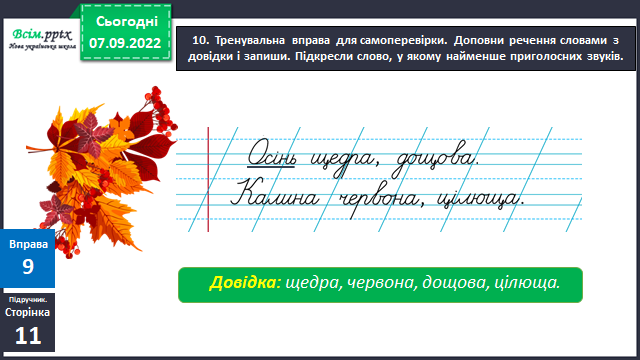 Всім.pptx
Нова українська школа
Сьогодні
07.09.2022
10. Тренувальна вправа для самоперевірки. Доповни речення словами з
довідки і запиши. Підкресли слово, у якому найменше приголосних звуків.
Осінь щедра, дощова.
Калина червона, цілюща.
Вправа
9
Підручник.
Сторінка
11
Довідка: щедра, червона, дощова, цілюща.